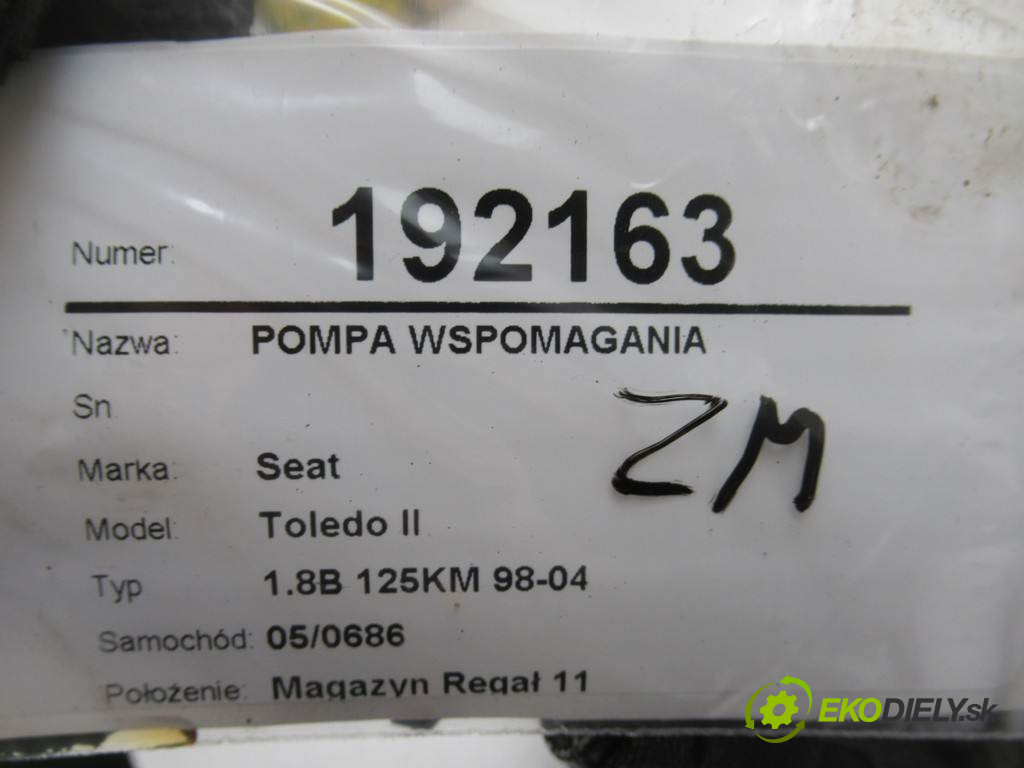 Numer: 192163
Nazwa: POMPA WSPOMAGANIA
Sn
ZM
Marka: Seat
Model: Toledo II
Typ 1.8B 125KM 98-04
Samochód: 05/0686
Położenie: Magazyn Regał 11
EKODIELY.sk